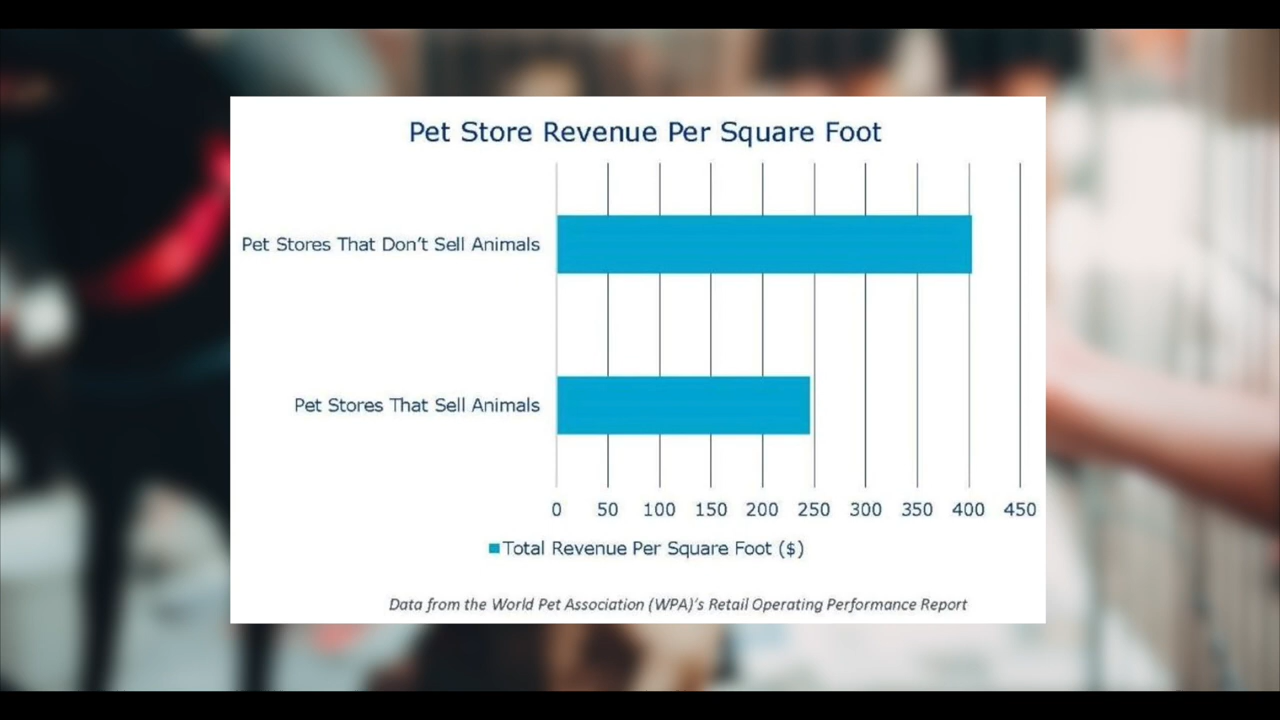 Pet Store Revenue Per Square Foot
Pet Stores That Don't Sell Animals
Pet Stores That Sell Animals
0 50 100 150 200 250 300 350 400 450
Total Revenue Per Square Foot ($)
Data from the World Pet Association (WPA)'s Retail Operating Performance Report